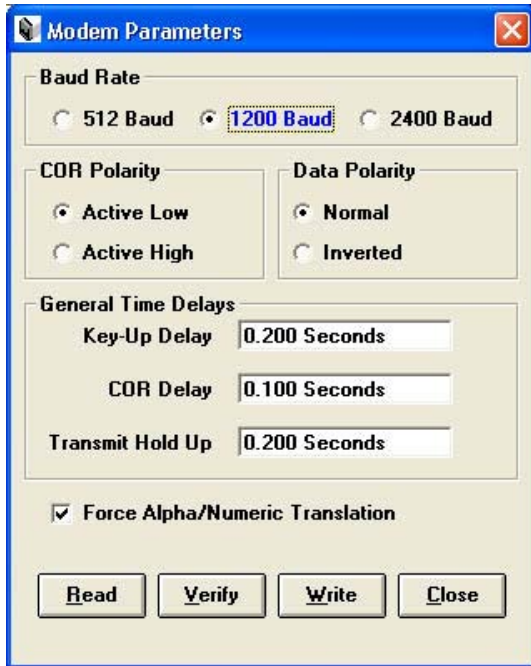 Modem Parameters
Baud Rate
512 Baud 1200 Baud 2400 Baud
COR Polarity
Active Low
Active High
Data Polarity
Normal
Inverted
General Time Delays
Key-Up Delay 0.200 Seconds
COR Delay 0.100 Seconds
Transmit Hold Up 0.200 Seconds
Force Alpha/Numeric Translation
Read Verify Write Close